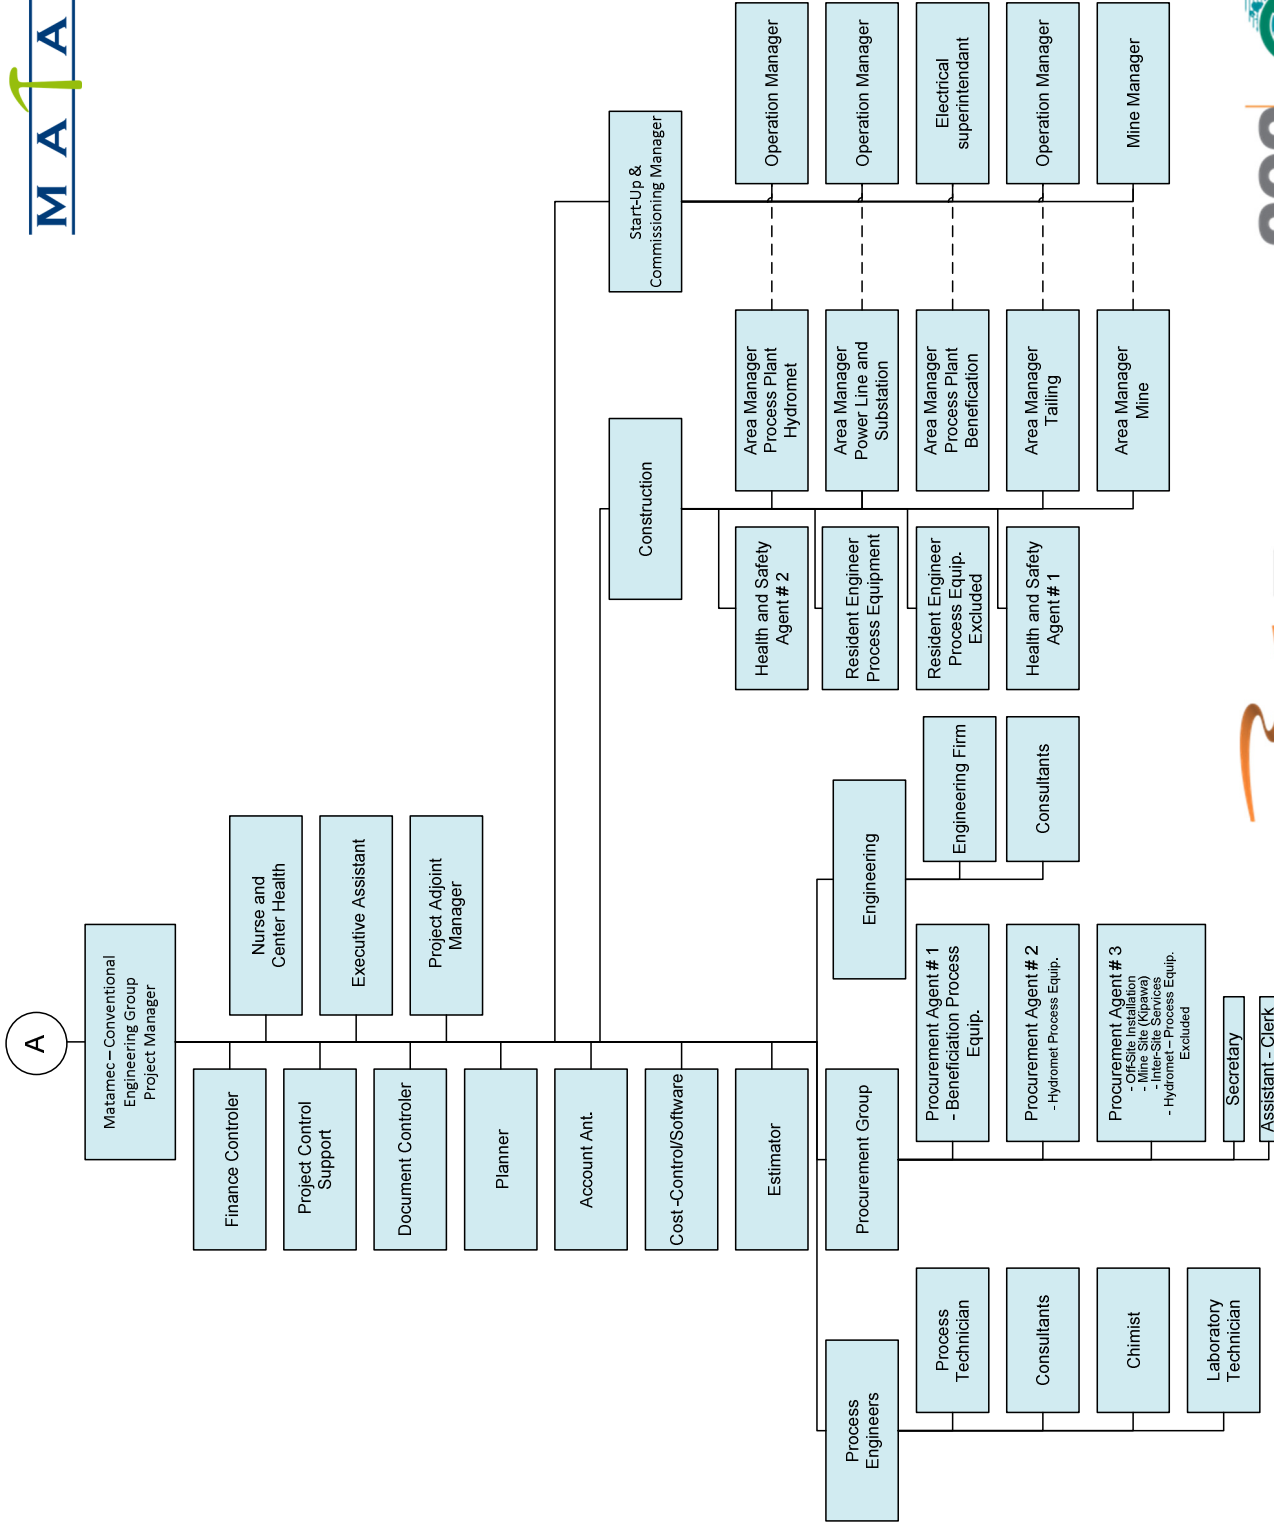 MATA
A
Matamec – Conventional
Engineering Group
Project Manager
Nurse and
Center Health
Executive Assistant
Project Adjoint
Manager
Finance Controler
Project Control
Support
Document Controler
Planner
Account Ant.
Cost -Control/Software
Estimator
Process
Engineers
Process
Technician
Consultants
Chimist
Laboratory
Technician
Procurement Group
Procurement Agent # 1
- Beneficiation Process
Equip.
Procurement Agent # 2
- Hydromet Process Equip.
Procurement Agent # 3
- Off-Site Installation
- Mine Site (Kipawa)
- Inter-Site Services
- Hydromet – Process Equip.
Excluded
Secretary
Assistant - Clerk
Engineering
Engineering Firm
Consultants
Construction
Health and Safety
Agent # 2
Resident Engineer
Process Equipment
Resident Engineer
Process Equip.
Excluded
Health and Safety
Agent # 1
Area Manager
Process Plant
Hydromet
Area Manager
Power Line and
Substation
Area Manager
Process Plant
Benefication
Area Manager
Tailing
Area Manager
Mine
Start-Up &
Commissioning Manager
Operation Manager
Operation Manager
Electrical
superintendant
Operation Manager
Mine Manager